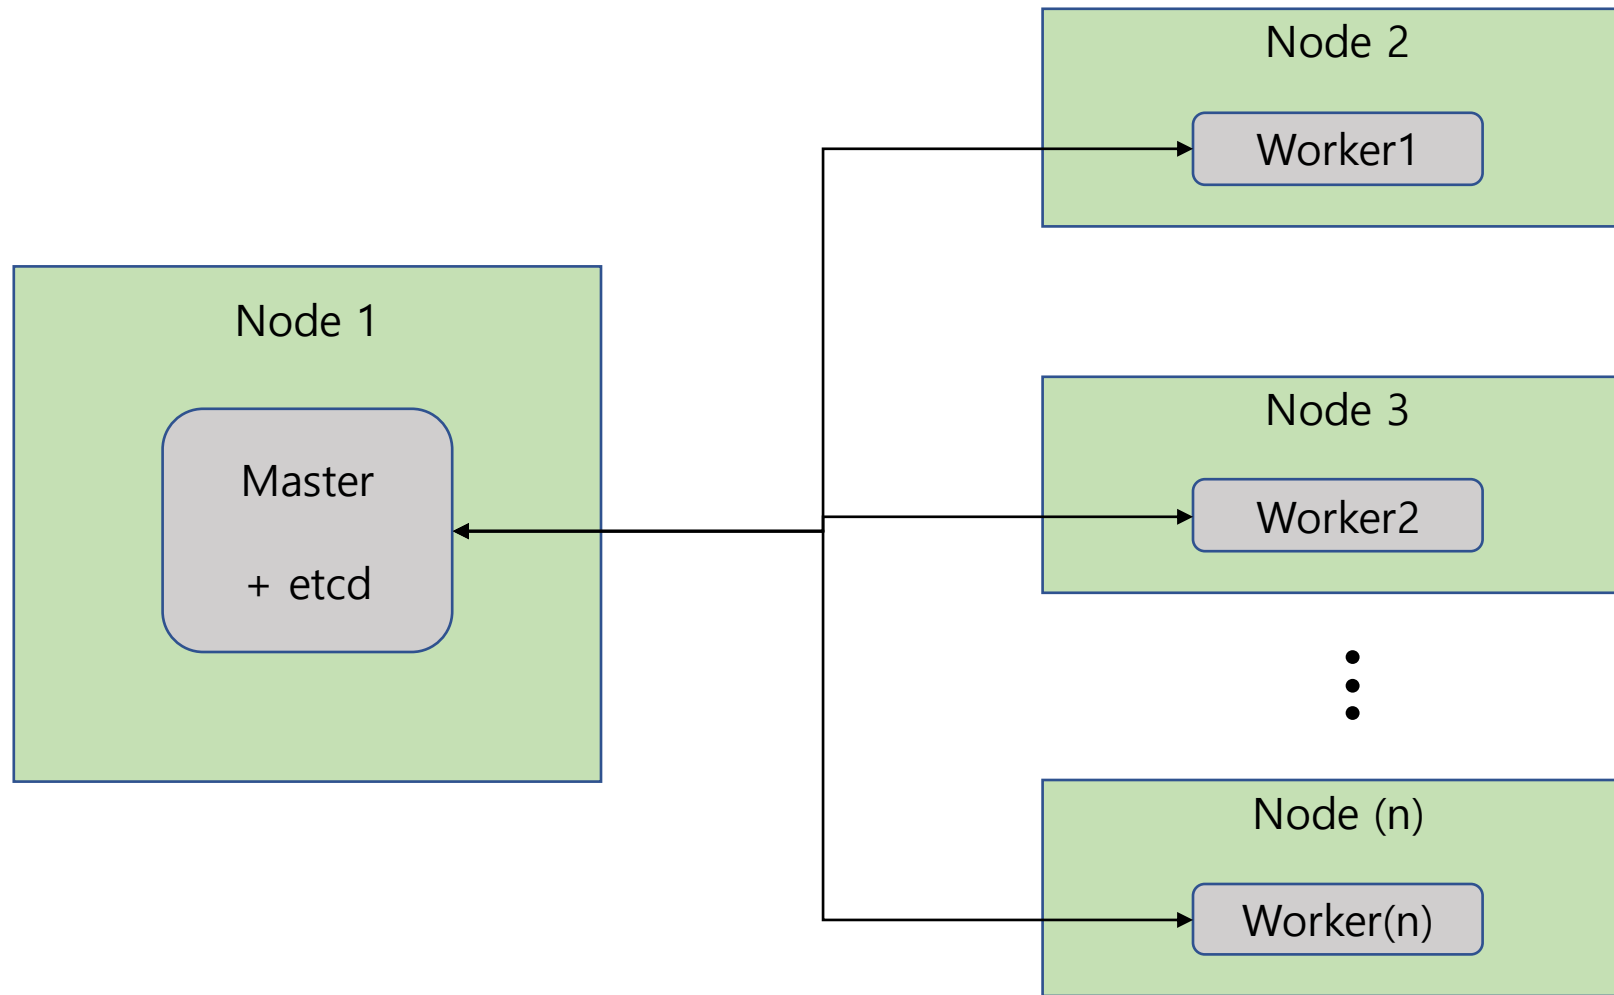 Node 1
Master
+ etcd
Node 2
Worker1
Node 3
Worker2
Node (n)
Worker(n)